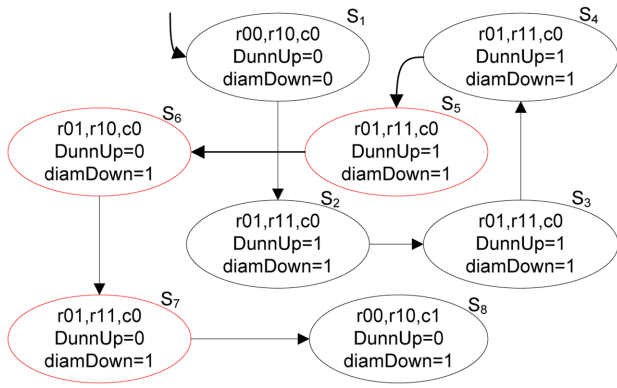 S1
r00,r10,c0
DunnUp=0
diamDown=0
S4
r01,r11,c0
DunnUp=1
diamDown=1
S6
r01,r10,c0
DunnUp=0
diamDown=1
S5
r01,r11,c0
DunnUp=1
diamDown=1
S2
r01,r11,c0
DunnUp=1
diamDown=1
S3
r01,r11,c0
DunnUp=1
diamDown=1
S7
r01,r11,c0
DunnUp=0
diamDown=1
S8
r00,r10,c1
DunnUp=0
diamDown=1